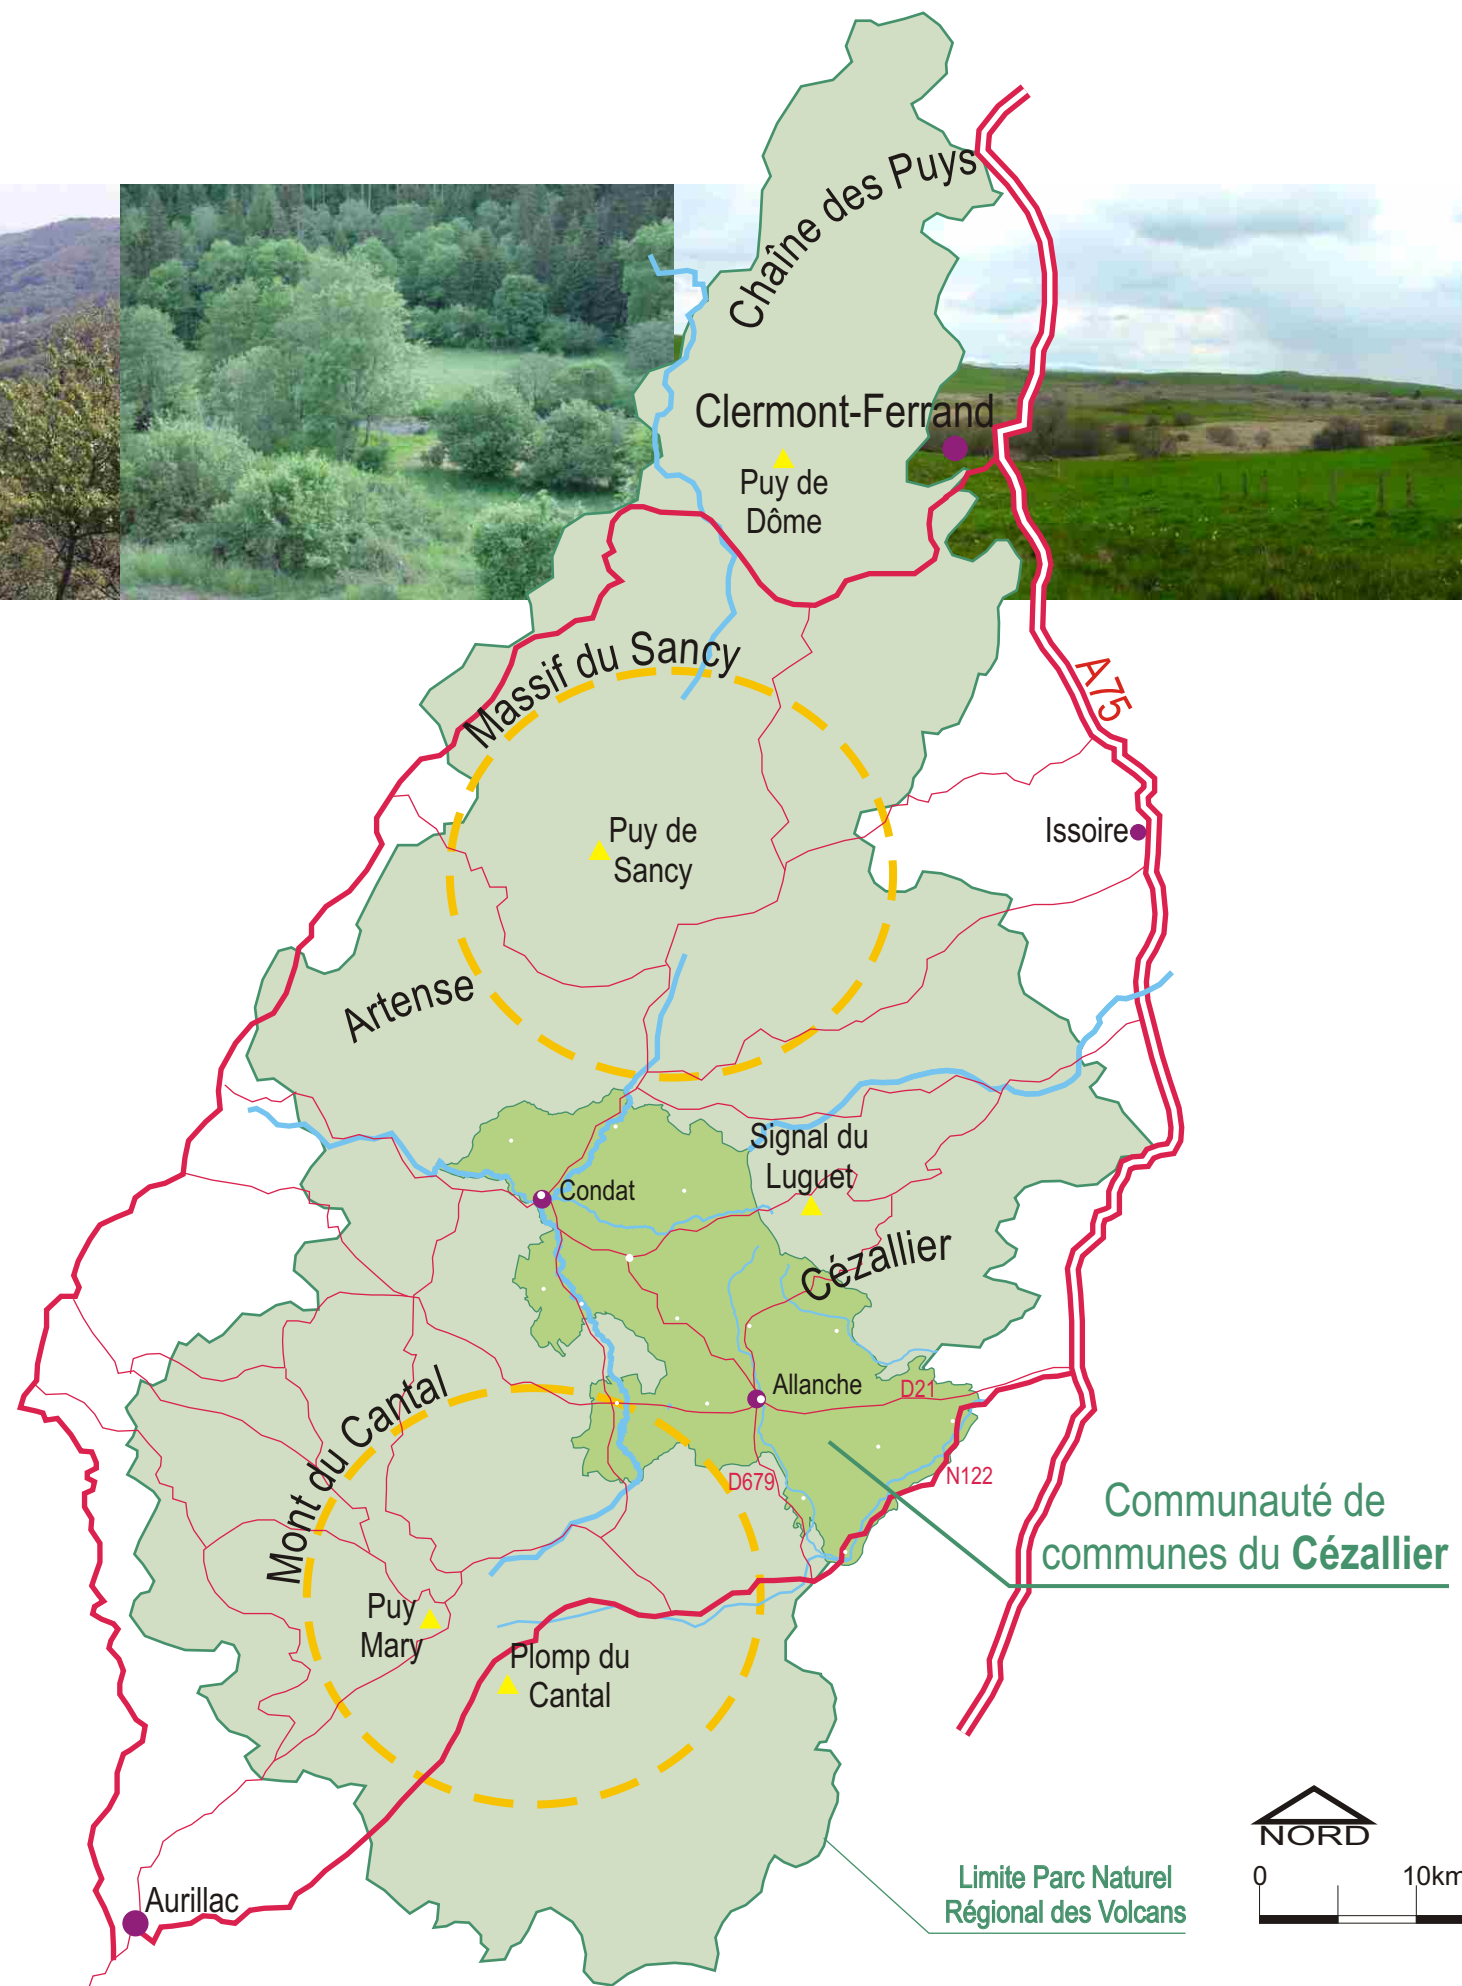 Chaîne des Puys
Clermont-Ferrand
Puy de
Dôme
Massif du Sancy
A75
Puy de
Sancy
Issoire
Artense
Signal du
Luguet
Condat
Cézallier
Allanche
D21
Mont du Cantal
D679
N122
Communauté de
communes du Cézallier
Puy
Mary
Plomp du
Cantal
NORD
0 10km
Limite Parc Naturel
Régional des Volcans
Aurillac